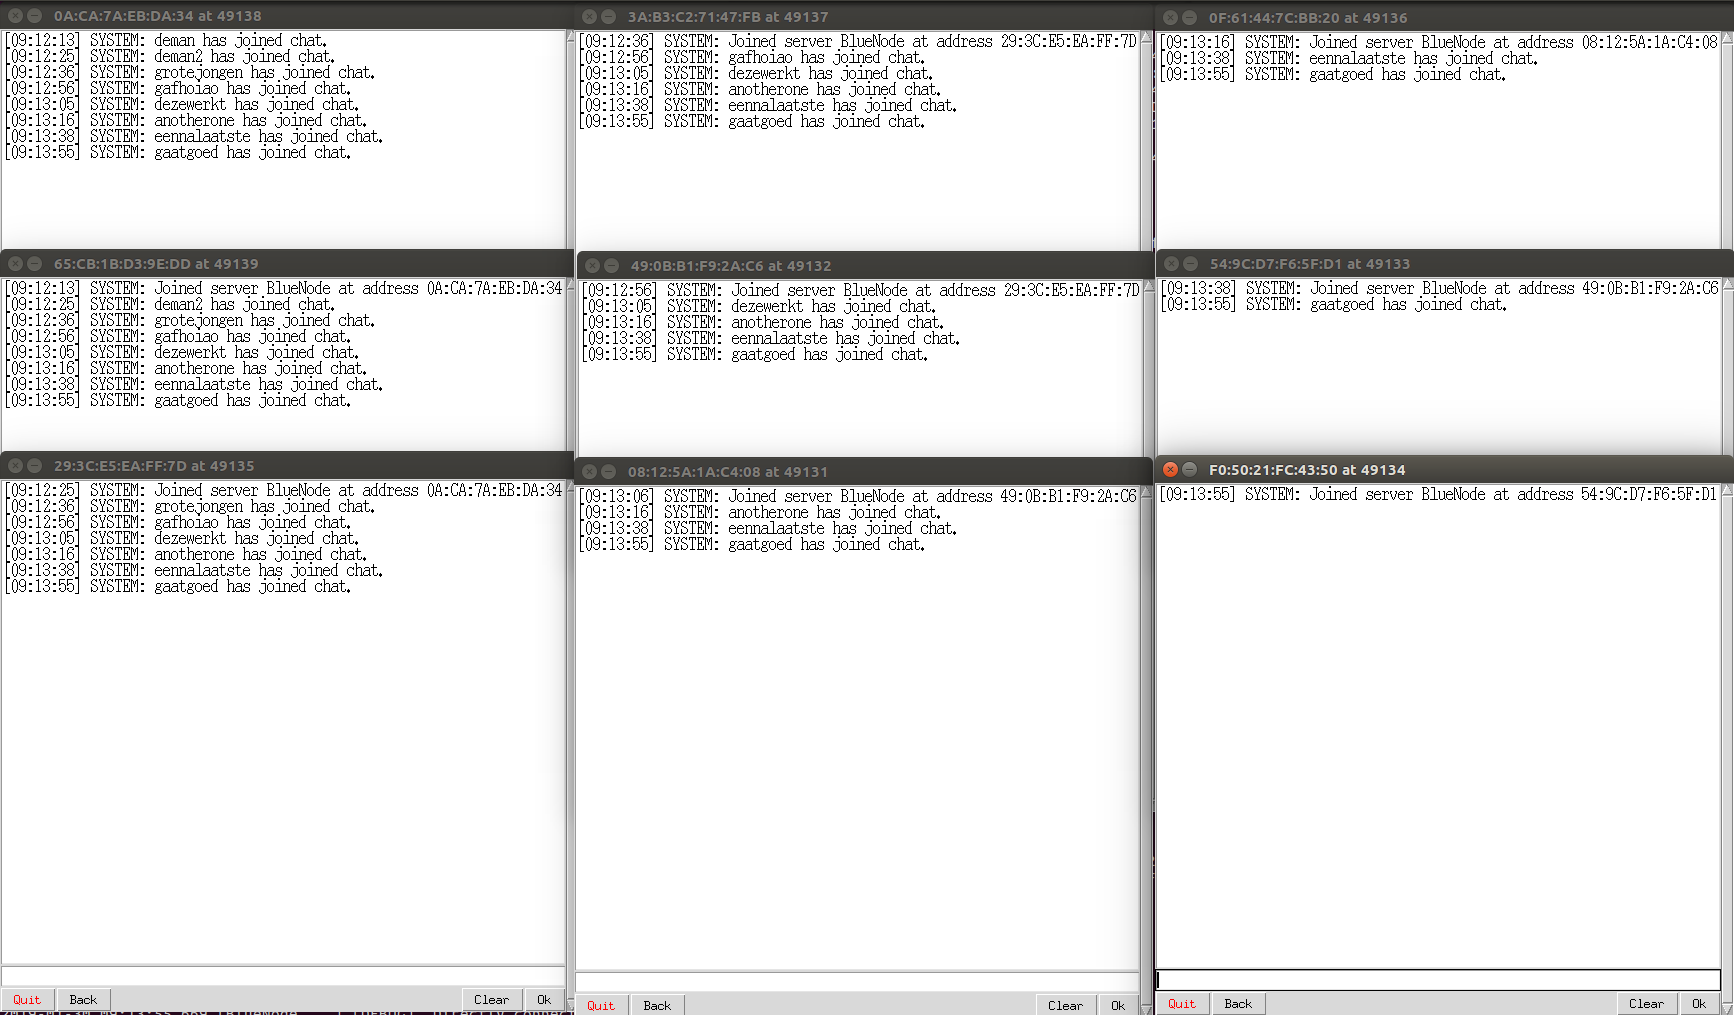 0A:CA:7A:EB:DA:34 at 49138
[09:12:13] SYSTEM: deman has joined chat.
[09:12:25] SYSTEM: deman2 has joined chat.
[09:12:36] SYSTEM: grotejongen has joined chat.
[09:12:56] SYSTEM: gafhoiao has joined chat.
[09:13:05] SYSTEM: dezewerkt has joined chat.
[09:13:16] SYSTEM: anotherone has joined chat.
[09:13:38] SYSTEM: eennalaatste has joined chat.
[09:13:55] SYSTEM: gaatgoed has joined chat.
65:CB:1B:D3:9E:DD at 49139
[09:12:13] SYSTEM: Joined server BlueNode at address 0A:CA:7A:EB:DA:34
[09:12:25] SYSTEM: deman2 has joined chat.
[09:12:36] SYSTEM: grotejongen has joined chat.
[09:12:56] SYSTEM: gafhoiao has joined chat.
[09:13:05] SYSTEM: dezewerkt has joined chat.
[09:13:16] SYSTEM: anotherone has joined chat.
[09:13:38] SYSTEM: eennalaatste has joined chat.
[09:13:55] SYSTEM: gaatgoed has joined chat.
29:3C:E5:EA:FF:7D at 49135
[09:12:25] SYSTEM: Joined server BlueNode at address 0A:CA:7A:EB:DA:34
[09:12:36] SYSTEM: grotejongen has joined chat.
[09:12:56] SYSTEM: gafhoiao has joined chat.
[09:13:05] SYSTEM: dezewerkt has joined chat.
[09:13:16] SYSTEM: anotherone has joined chat.
[09:13:38] SYSTEM: eennalaatste has joined chat.
[09:13:55] SYSTEM: gaatgoed has joined chat.
Quit Back Clear Ok
3A:B3:C2:71:47:FB at 49137
[09:12:36] SYSTEM: Joined server BlueNode at address 29:3C:E5:EA:FF:7D
[09:12:56] SYSTEM: gafhoiao has joined chat.
[09:13:05] SYSTEM: dezewerkt has joined chat.
[09:13:16] SYSTEM: anotherone has joined chat.
[09:13:38] SYSTEM: eennalaatste has joined chat.
[09:13:55] SYSTEM: gaatgoed has joined chat.
49:0B:B1:F9:2A:C6 at 49132
[09:12:56] SYSTEM: Joined server BlueNode at address 29:3C:E5:EA:FF:7D
[09:13:05] SYSTEM: dezewerkt has joined chat.
[09:13:16] SYSTEM: anotherone has joined chat.
[09:13:38] SYSTEM: eennalaatste has joined chat.
[09:13:55] SYSTEM: gaatgoed has joined chat.
08:12:5A:1A:C4:08 at 49131
[09:13:06] SYSTEM: Joined server BlueNode at address 49:0B:B1:F9:2A:C6
[09:13:16] SYSTEM: anotherone has joined chat.
[09:13:38] SYSTEM: eennalaatste has joined chat.
[09:13:55] SYSTEM: gaatgoed has joined chat.
Quit Back Clear Ok
0F:61:44:7C:BB:20 at 49136
[09:13:16] SYSTEM: Joined server BlueNode at address 08:12:5A:1A:C4:08
[09:13:38] SYSTEM: eennalaatste has joined chat.
[09:13:55] SYSTEM: gaatgoed has joined chat.
54:9C:D7:F6:5F:D1 at 49133
[09:13:38] SYSTEM: Joined server BlueNode at address 49:0B:B1:F9:2A:C6
[09:13:55] SYSTEM: gaatgoed has joined chat.
F0:50:21:FC:43:50 at 49134
[09:13:55] SYSTEM: Joined server BlueNode at address 54:9C:D7:F6:5F:D1
Quit Back Clear Ok